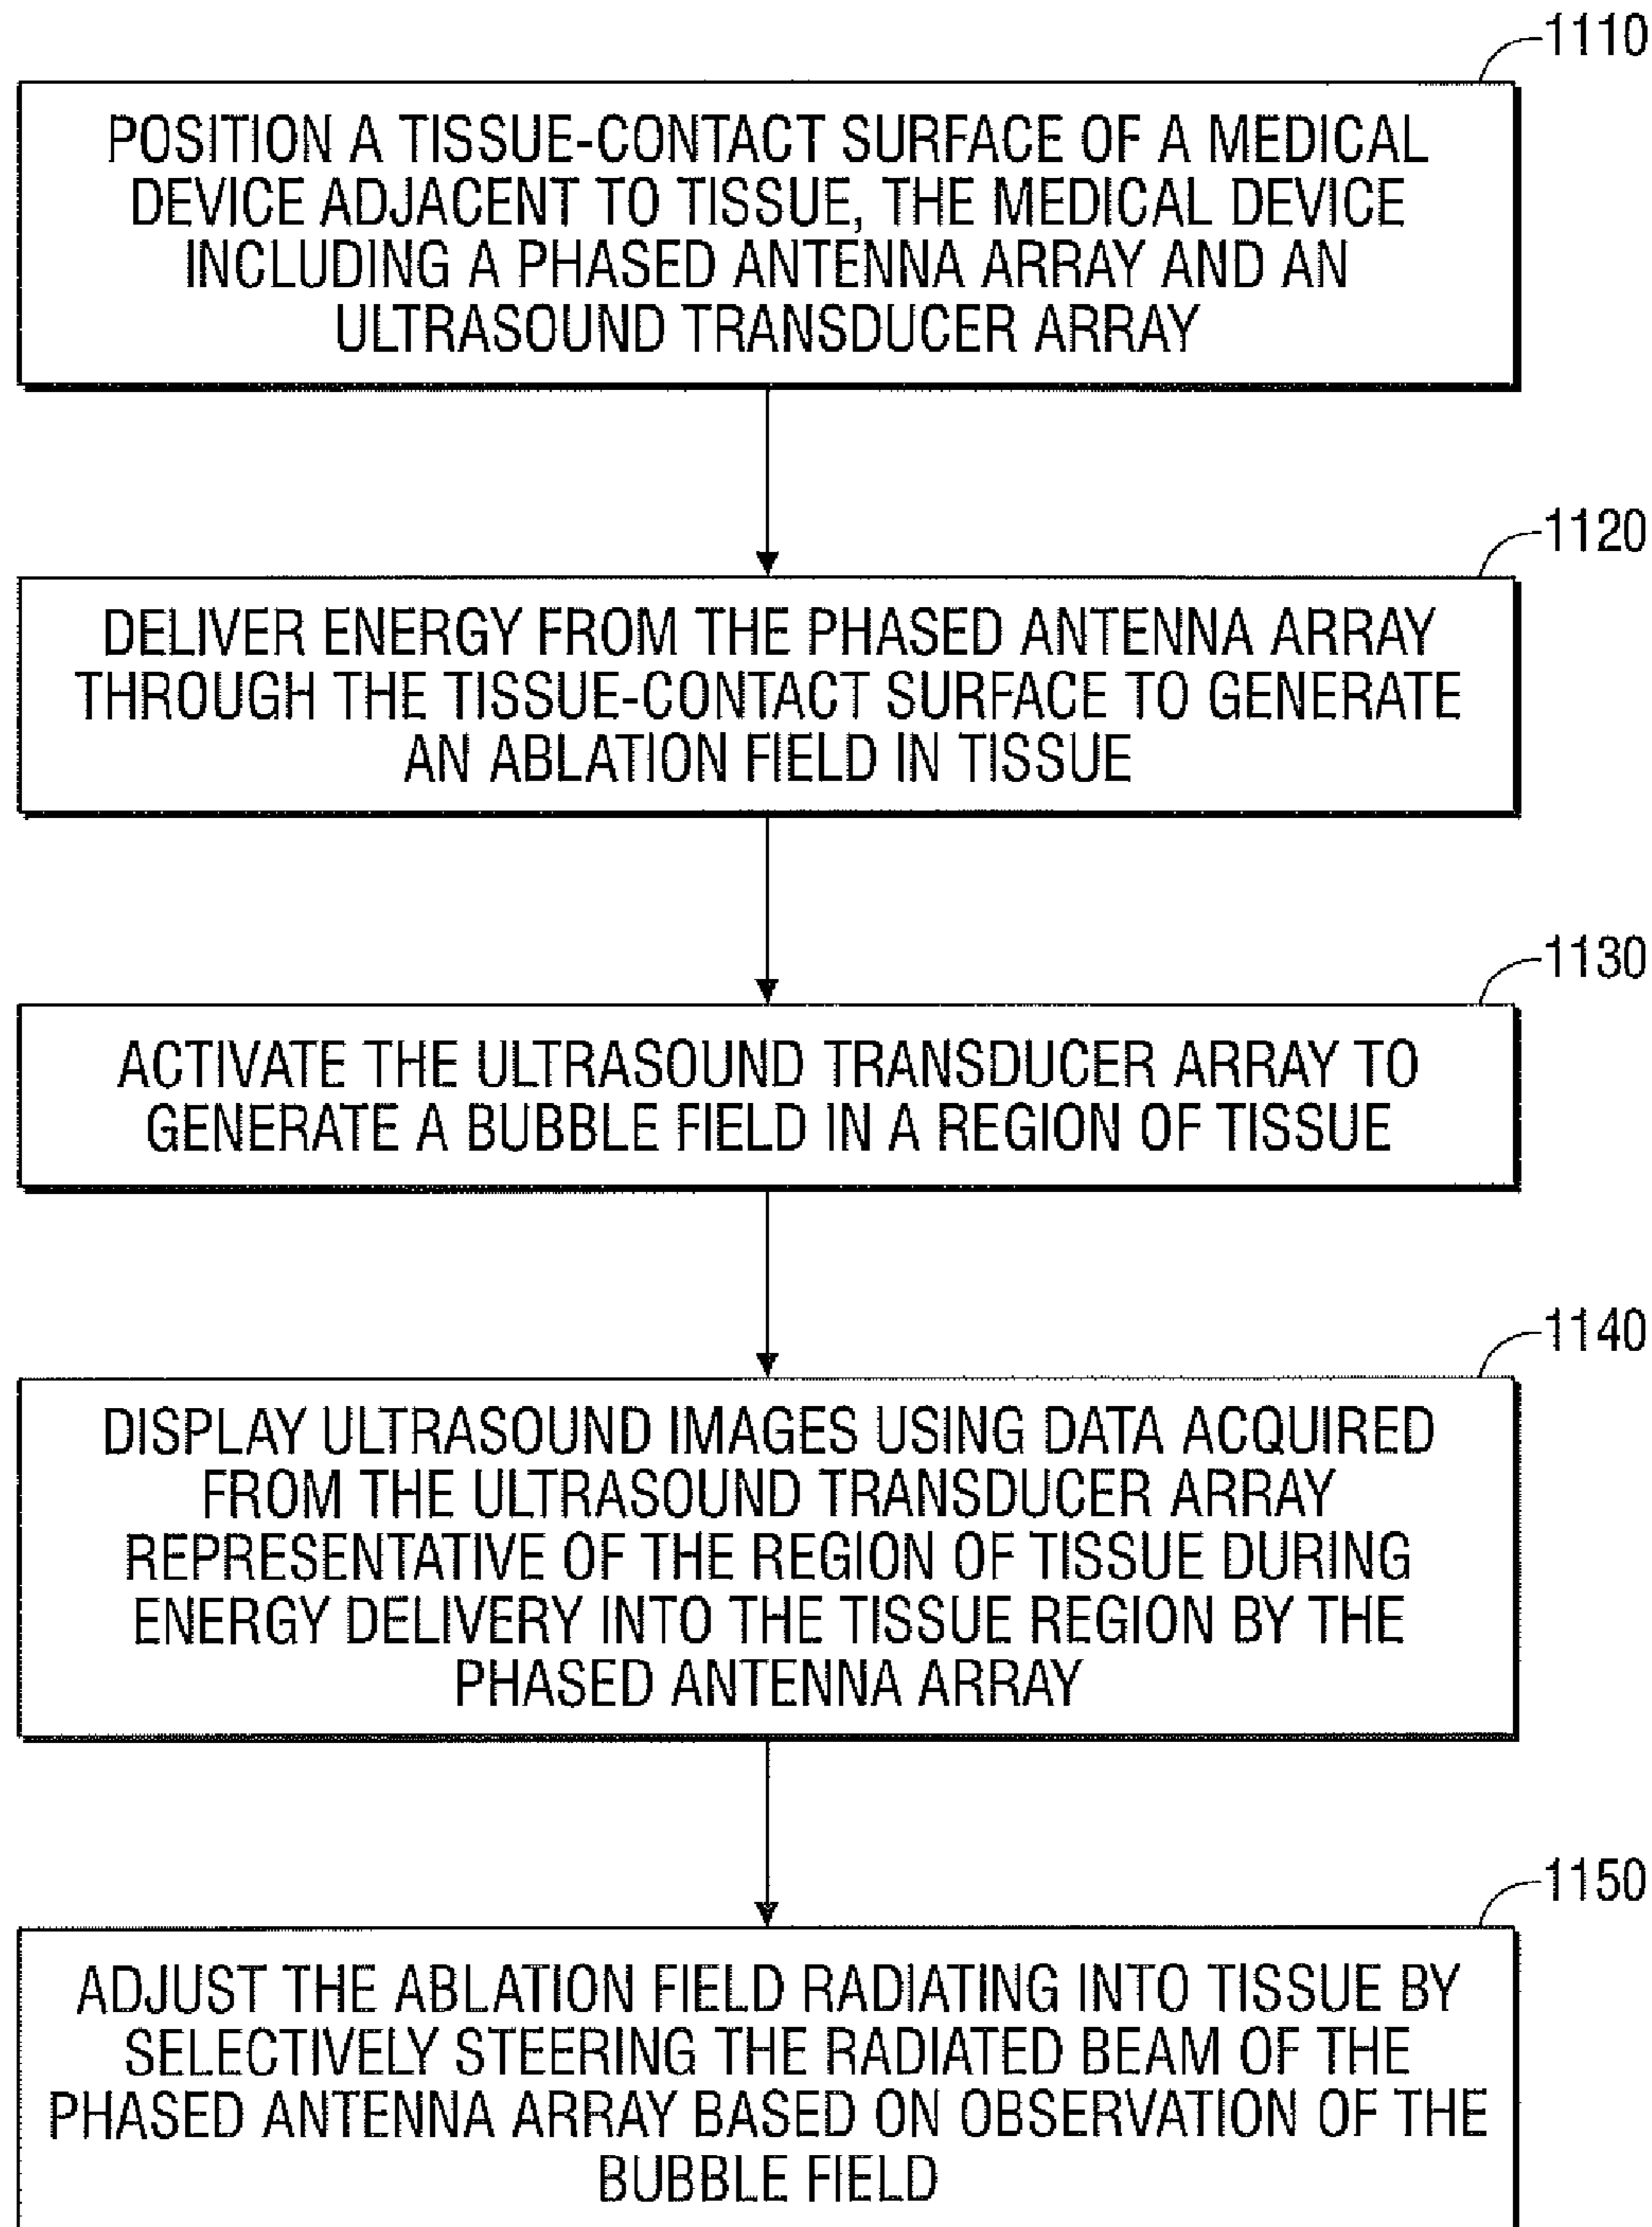 1110
POSITION A TISSUE-CONTACT SURFACE OF A MEDICAL
DEVICE ADJACENT TO TISSUE, THE MEDICAL DEVICE
INCLUDING A PHASED ANTENNA ARRAY AND AN
ULTRASOUND TRANSDUCER ARRAY
1120
DELIVER ENERGY FROM THE PHASED ANTENNA ARRAY
THROUGH THE TISSUE-CONTACT SURFACE TO GENERATE
AN ABLATION FIELD IN TISSUE
1130
ACTIVATE THE ULTRASOUND TRANSDUCER ARRAY TO
GENERATE A BUBBLE FIELD IN A REGION OF TISSUE
1140
DISPLAY ULTRASOUND IMAGES USING DATA ACQUIRED
FROM THE ULTRASOUND TRANSDUCER ARRAY
REPRESENTATIVE OF THE REGION OF TISSUE DURING
ENERGY DELIVERY INTO THE TISSUE REGION BY THE
PHASED ANTENNA ARRAY
1150
ADJUST THE ABLATION FIELD RADIATING INTO TISSUE BY
SELECTIVELY STEERING THE RADIATED BEAM OF THE
PHASED ANTENNA ARRAY BASED ON OBSERVATION OF THE
BUBBLE FIELD